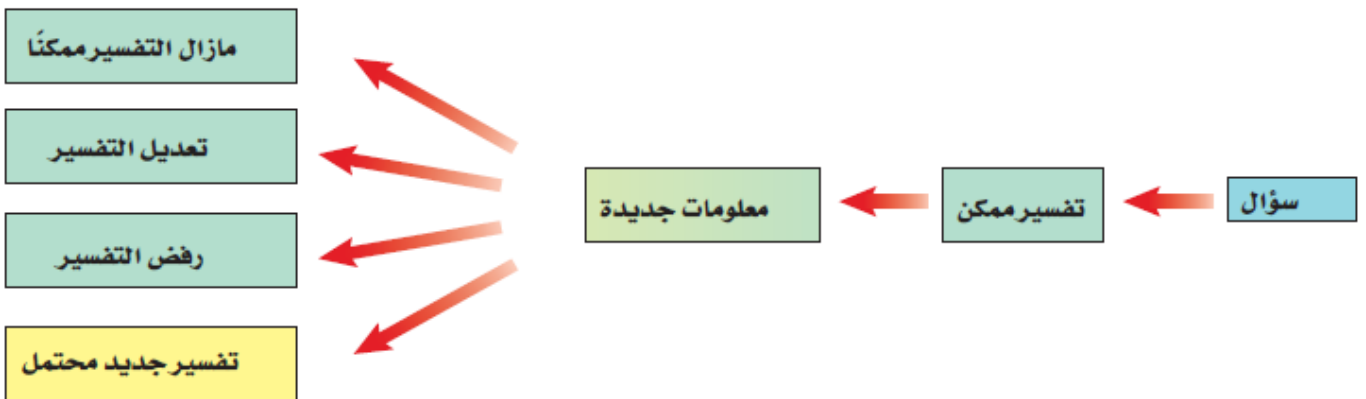 سؤال
تفسير ممكن
معلومات جديدة
مازال التفسير ممكنًا
تعديل التفسير
رفض التفسير
تفسير جديد محتمل